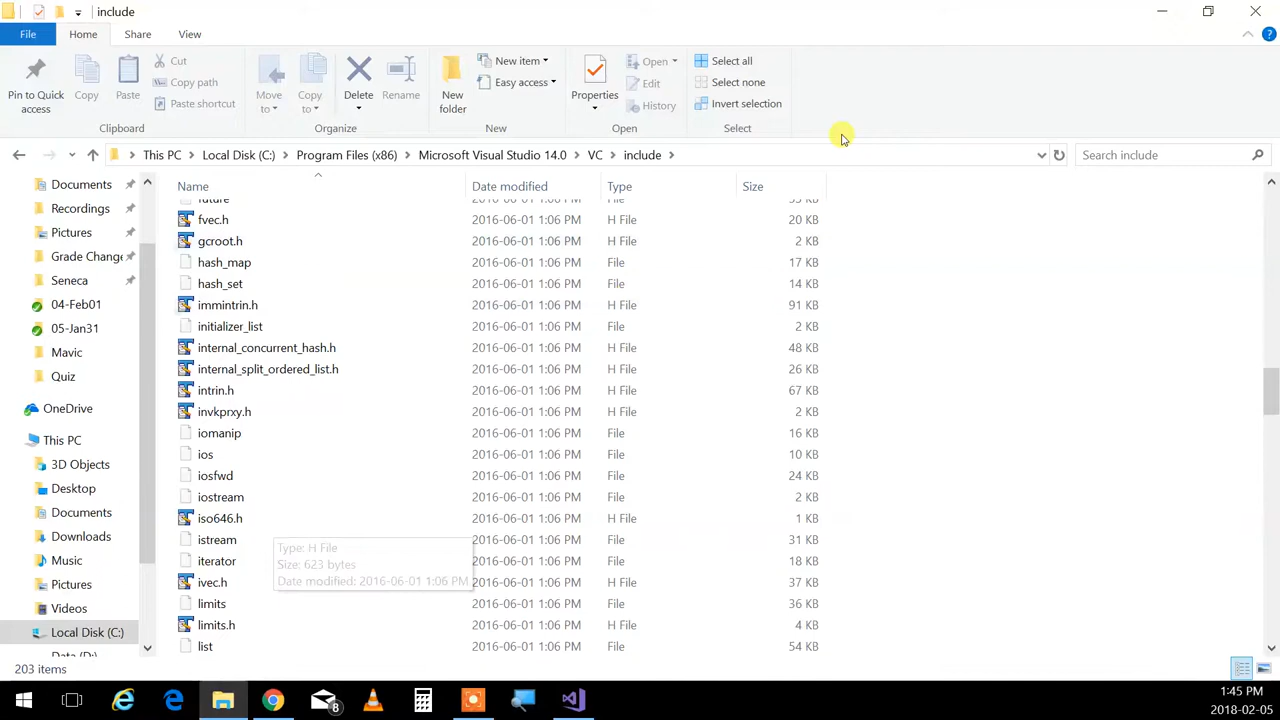 include
File
Home
Share
View
Pin to Quick access
Copy
Paste
Cut
Copy path
Paste shortcut
Clipboard
Move to
Copy to
Delete
Rename
Organize
New folder
New item
Easy access
New
Properties
Open
Edit
History
Open
Select all
Select none
Invert selection
Select
This PC > Local Disk (C:) > Program Files (x86) > Microsoft Visual Studio 14.0 > VC > include >
Search include
Documents
Recordings
Pictures
Grade Change
Seneca
04-Feb01
05-Jan31
Mavic
Quiz
OneDrive
This PC
3D Objects
Desktop
Documents
Downloads
Music
Pictures
Videos
Local Disk (C:)
Data (D:)
Name Date modified Type Size
future 2016-06-01 1:06 PM File 35 KB
fvec.h 2016-06-01 1:06 PM H File 20 KB
gcroot.h 2016-06-01 1:06 PM H File 2 KB
hash_map 2016-06-01 1:06 PM File 17 KB
hash_set 2016-06-01 1:06 PM File 14 KB
immintrin.h 2016-06-01 1:06 PM H File 91 KB
initializer_list 2016-06-01 1:06 PM File 2 KB
internal_concurrent_hash.h 2016-06-01 1:06 PM H File 48 KB
internal_split_ordered_list.h 2016-06-01 1:06 PM H File 26 KB
intrin.h 2016-06-01 1:06 PM H File 67 KB
invkprxy.h 2016-06-01 1:06 PM H File 2 KB
iomanip 2016-06-01 1:06 PM File 16 KB
ios 2016-06-01 1:06 PM File 10 KB
iosfwd 2016-06-01 1:06 PM File 24 KB
iostream 2016-06-01 1:06 PM File 2 KB
iso646.h 2016-06-01 1:06 PM H File 1 KB
istream 2016-06-01 1:06 PM File 31 KB
iterator 2016-06-01 1:06 PM File 18 KB
ivec.h 2016-06-01 1:06 PM H File 37 KB
limits 2016-06-01 1:06 PM File 36 KB
limits.h 2016-06-01 1:06 PM H File 4 KB
list 2016-06-01 1:06 PM File 54 KB
Type: H File
Size: 623 bytes
Date modified: 2016-06-01 1:06 PM
203 items
8
1:45 PM
2018-02-05